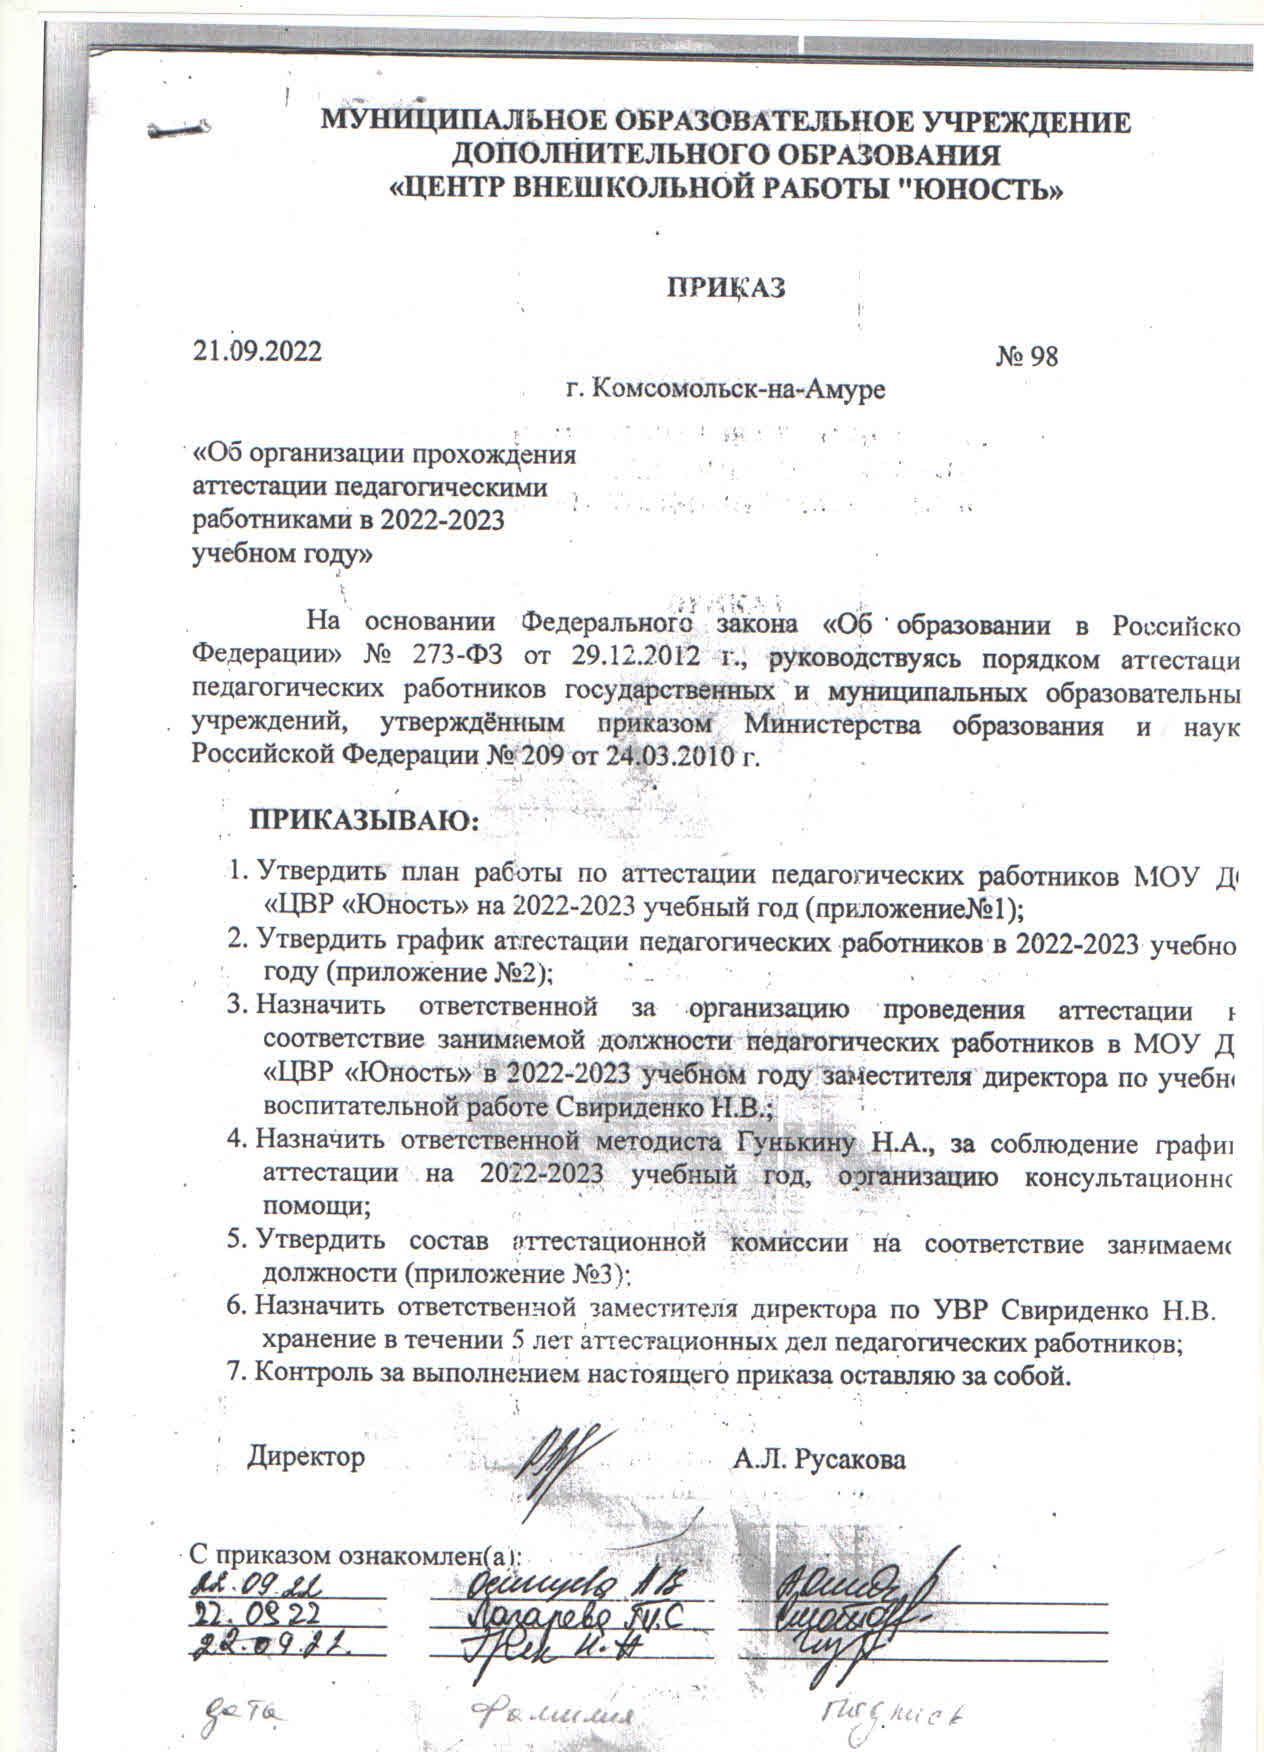 МУНИЦИПАЛЬНОЕ ОБРАЗОВАТЕЛЬНОЕ УЧРЕЖДЕНИЕ
ДОПОЛНИТЕЛЬНОГО ОБРАЗОВАНИЯ
«ЦЕНТР ВНЕШКОЛЬНОЙ РАБОТЫ "ЮНОСТЬ»
ПРИКАЗ
21.09.2022 № 98
г. Комсомольск-на-Амуре
«Об организации прохождения
аттестации педагогическими
работниками в 2022-2023
учебном году»
На основании Федерального закона «Об образовании в Российско
Федерации» № 273-ФЗ от 29.12.2012 г., руководствуясь порядком аттестаци
педагогических работников государственных и муниципальных образовательны
учреждений, утверждённым приказом Министерства образования и наук
Российской Федерации № 209 от 24.03.2010 г.
ПРИКАЗЫВАЮ:
1. Утвердить план работы по аттестации педагогических работников МОУ Д
«ЦВР «Юность» на 2022-2023 учебный год (приложение№1);
2. Утвердить график аттестации педагогических работников в 2022-2023 учебно
году (приложение №2);
3. Назначить ответственной за организацию проведения аттестации
соответствие занимаемой должности педагогических работников в МОУ Д
«ЦВР «Юность» в 2022-2023 учебном году заместителя директора по учебн
воспитательной работе Свириденко Н.В.;
4. Назначить ответственной методиста Гунькину Н.А., за соблюдение графи
аттестации на 2022-2023 учебный год, организацию консультационн
помощи;
5. Утвердить состав аттестационной комиссии на соответствие занимаем
должности (приложение №3);
6. Назначить ответственной заместителя директора по УВР Свириденко Н.В.
хранение в течении 5 лет аттестационных дел педагогических работников;
7. Контроль за выполнением настоящего приказа оставляю за собой.
Директор А.Л. Русакова
С приказом ознакомлен(а):
22.09.22
22.0922
22.09.22.
дата Фамилия Подпись